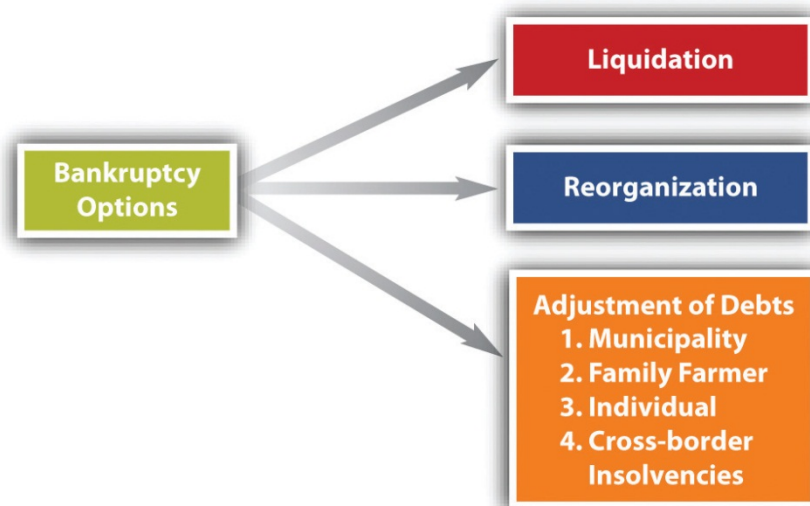 Bankruptcy
Options
Liquidation
Reorganization
Adjustment of Debts
1. Municipality
2. Family Farmer
3. Individual
4. Cross-border
Insolvencies